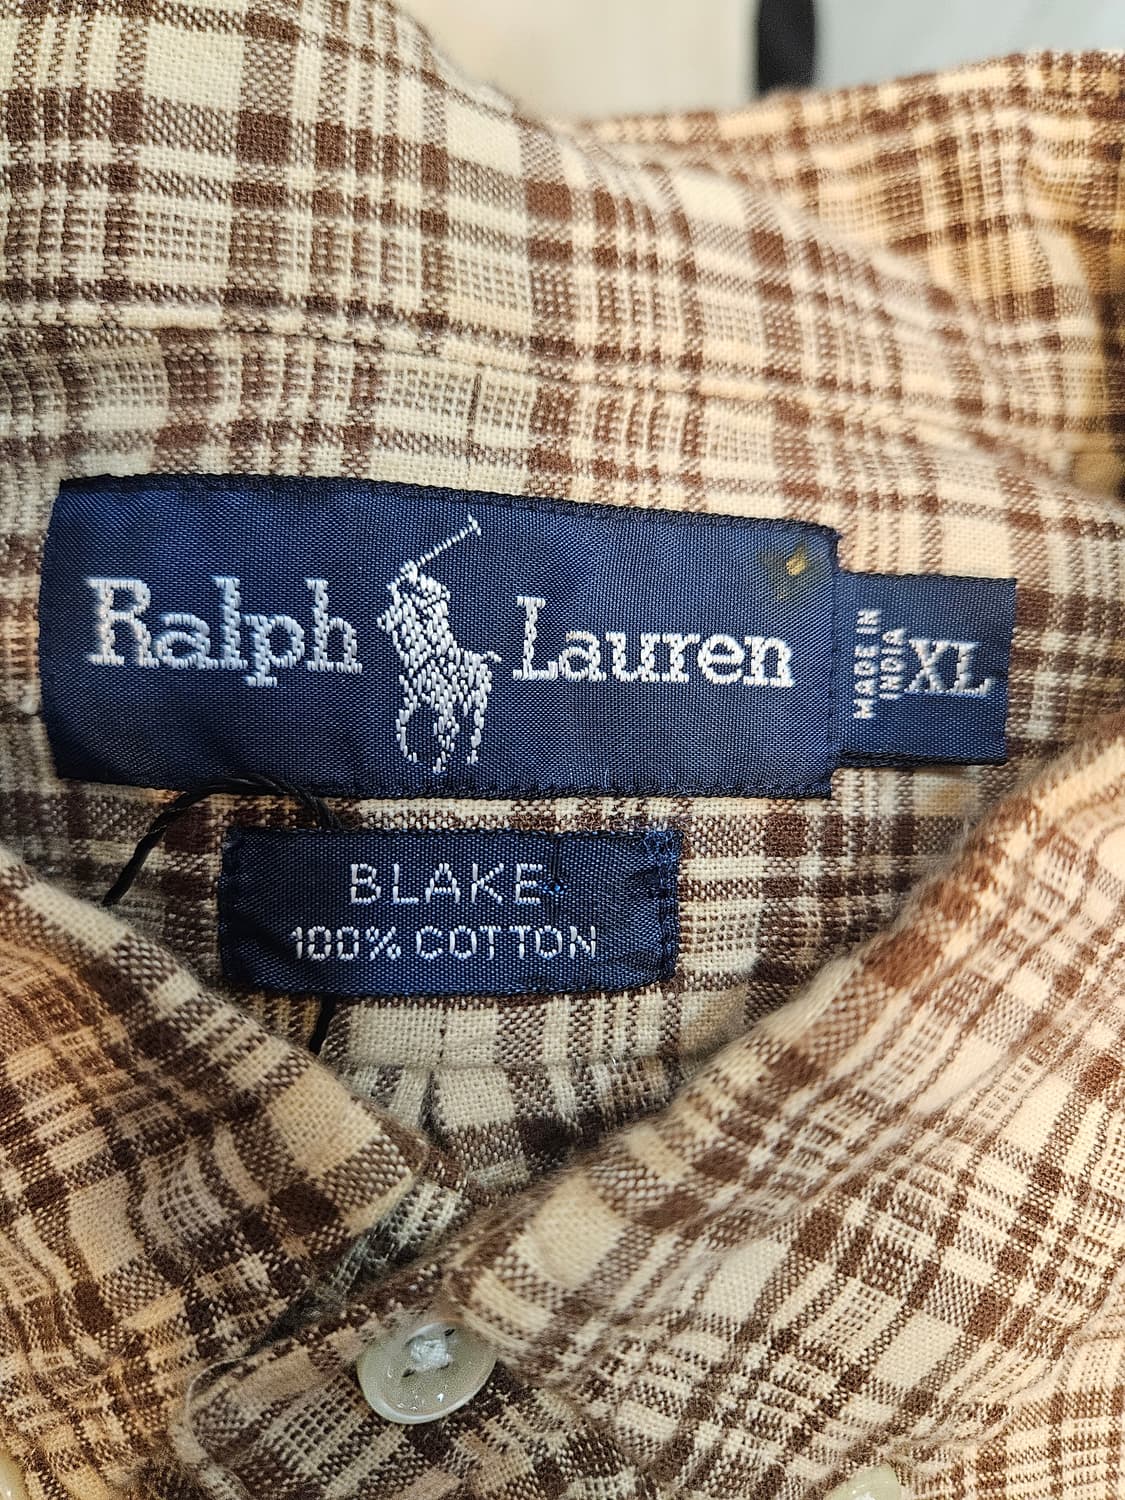 Ralph Lauren
MADE IN
INDIA
XL
BLAKE
100% COTTON